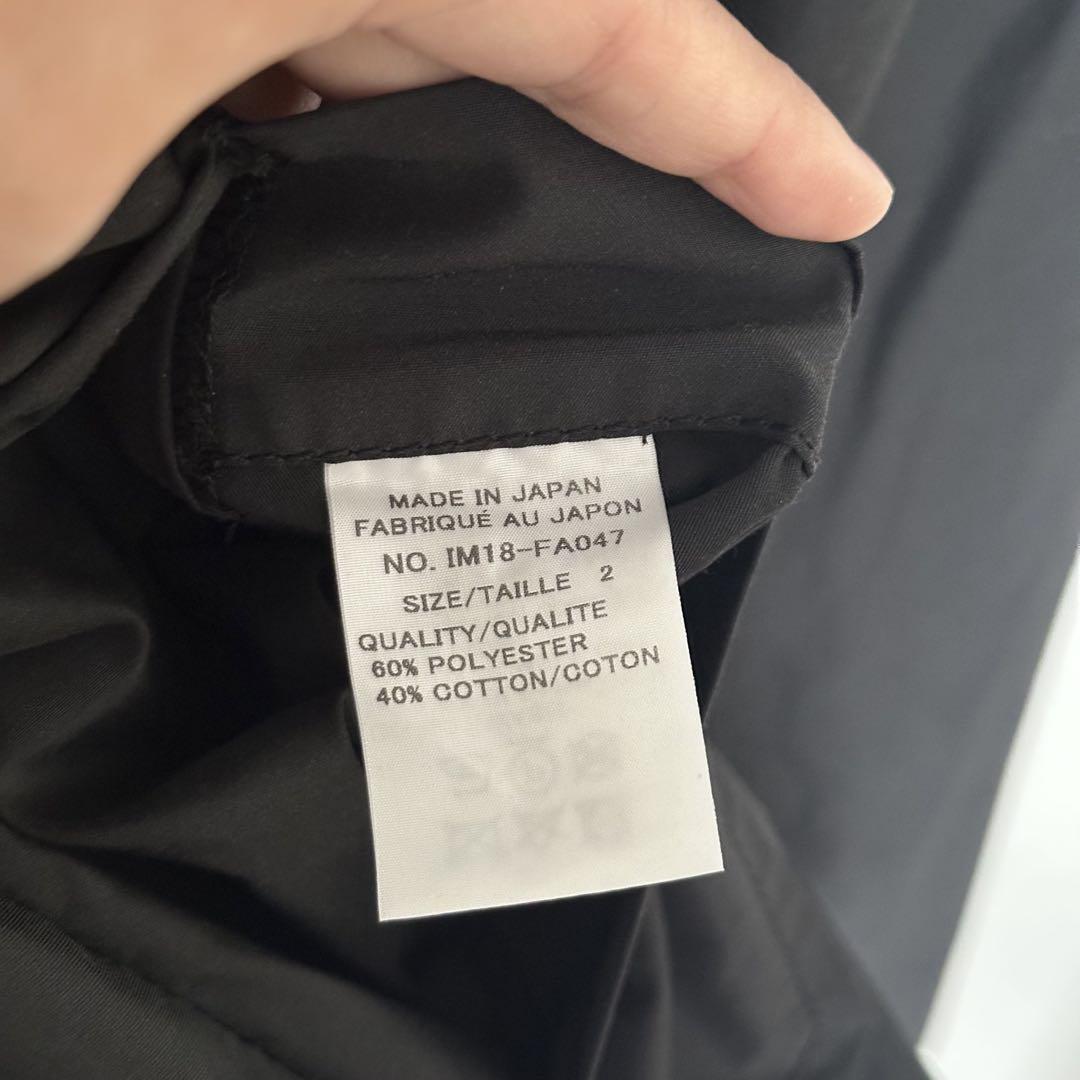 MADE IN JAPAN
FABRIQUÉ AU JAPON
NO. IM18-FA047
SIZE/TAILLE 2
QUALITY/QUALITE
60% POLYESTER
40% COTTON/COTON